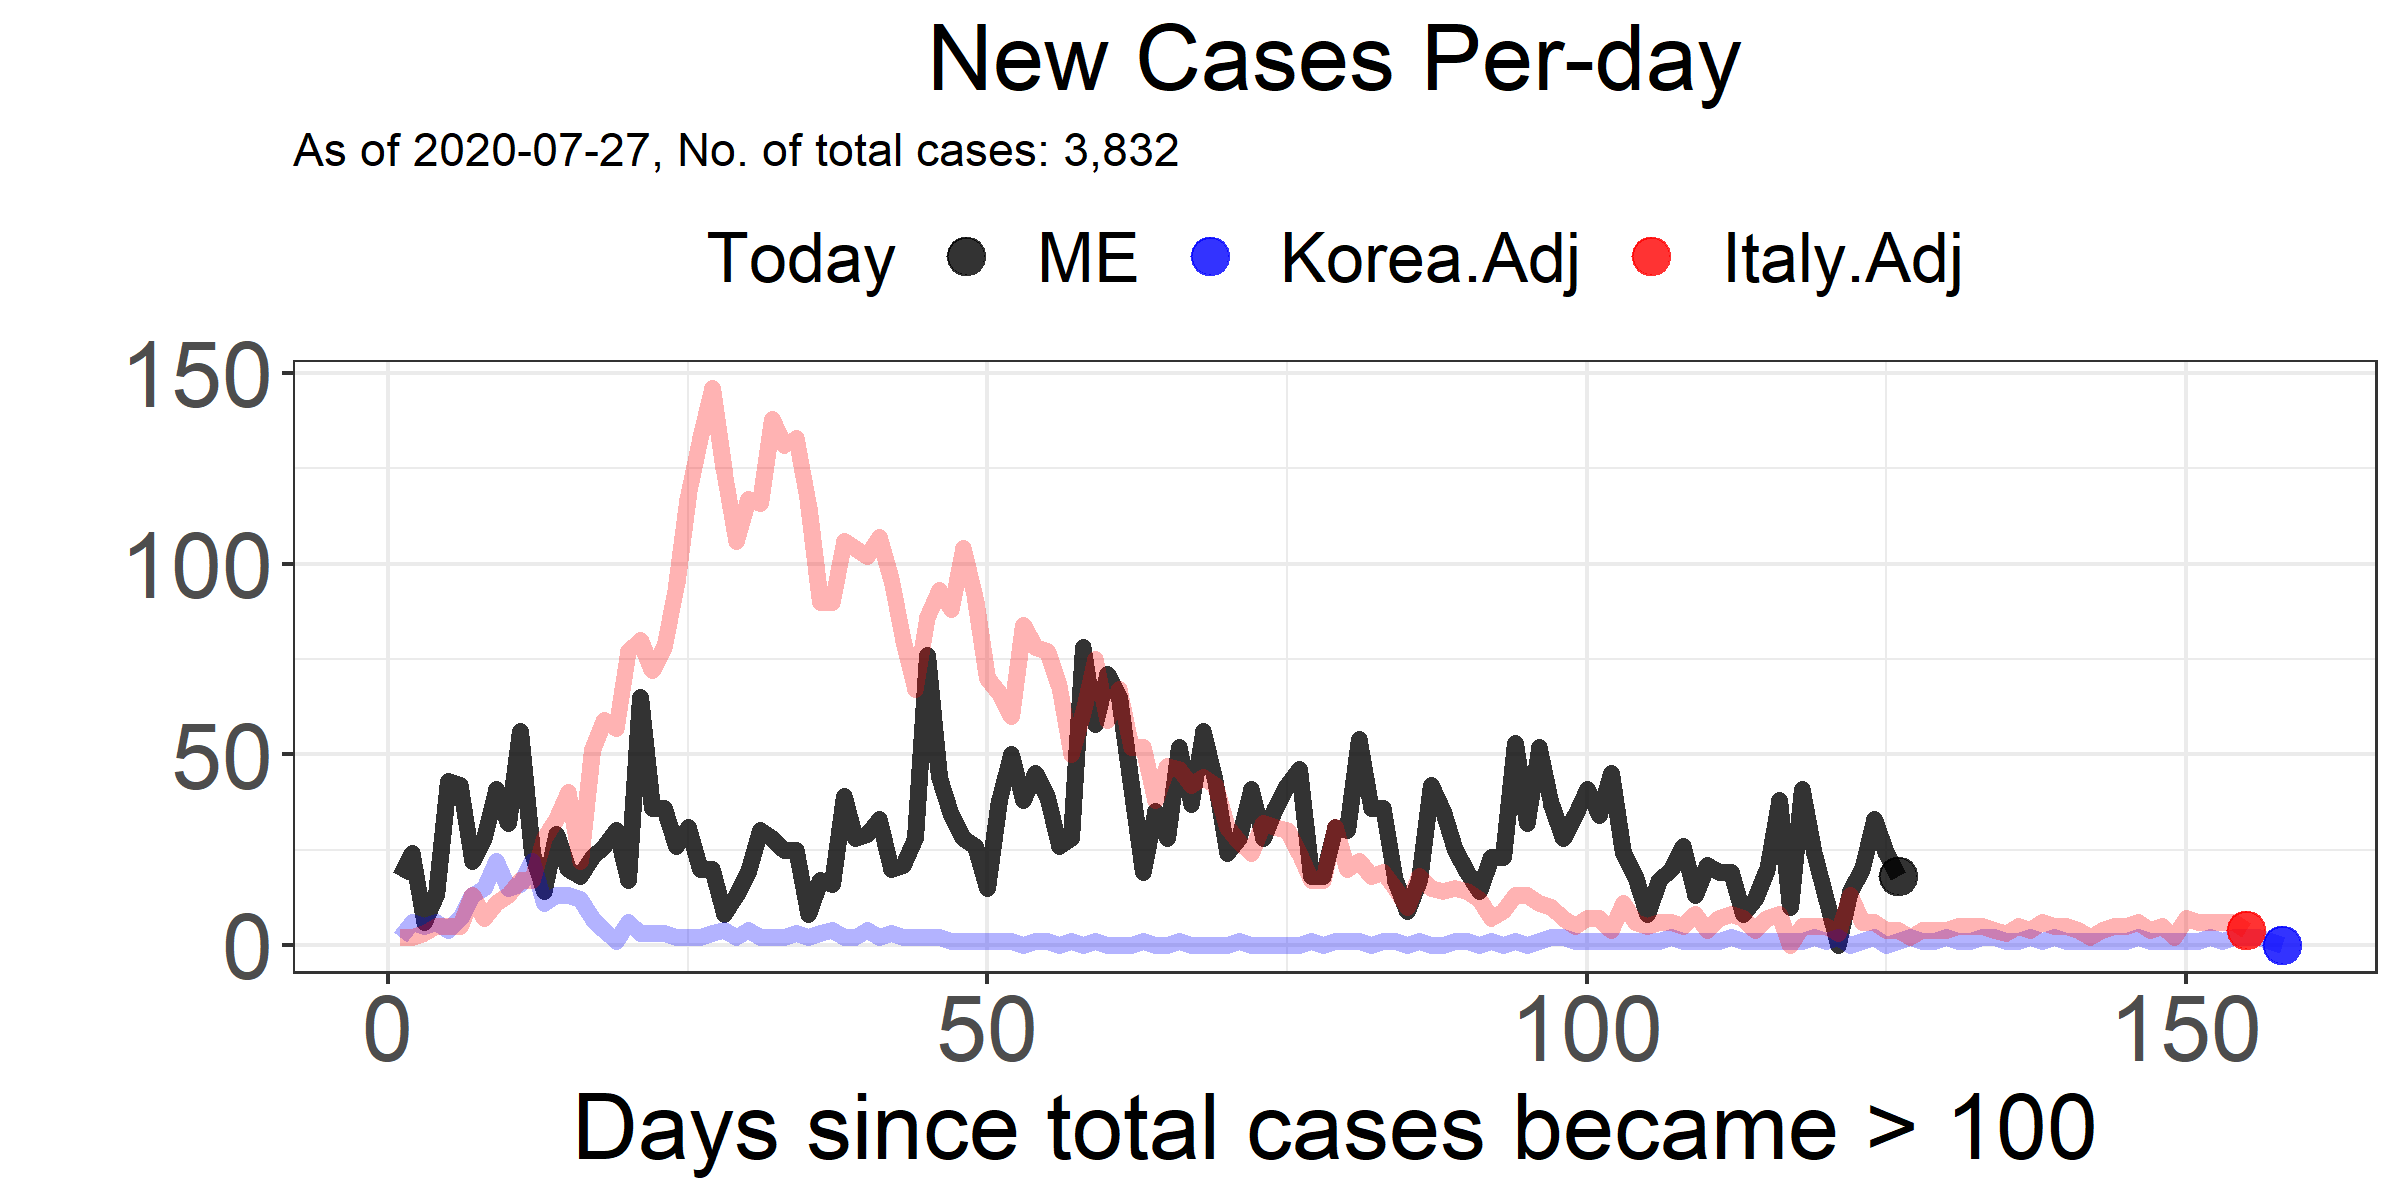 New Cases Per-day
As of 2020-07-27, No. of total cases: 3,832
Today ME Korea.Adj Italy.Adj
150
100
50
0
0 50 100 150
Days since total cases became > 100